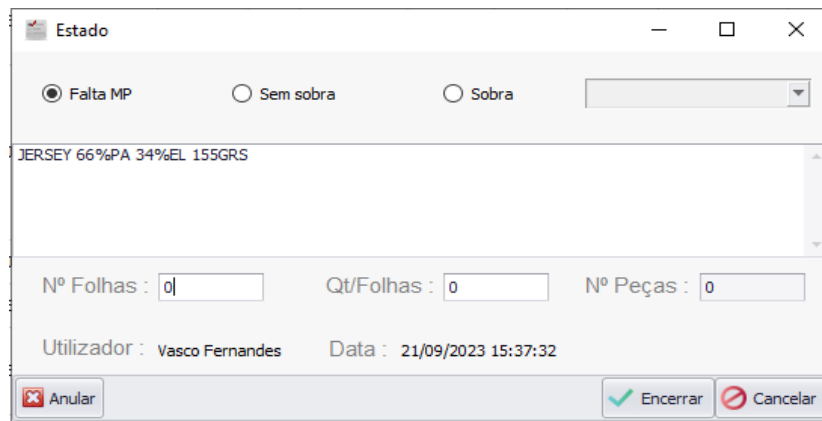 Estado
Falta MP Sem sobra Sobra
JERSEY 66%PA 34%EL 155GRS
Nº Folhas : 0 Qt/Folhas : 0 Nº Peças : 0
Utilizador : Vasco Fernandes Data : 21/09/2023 15:37:32
Anular Encerrar Cancelar